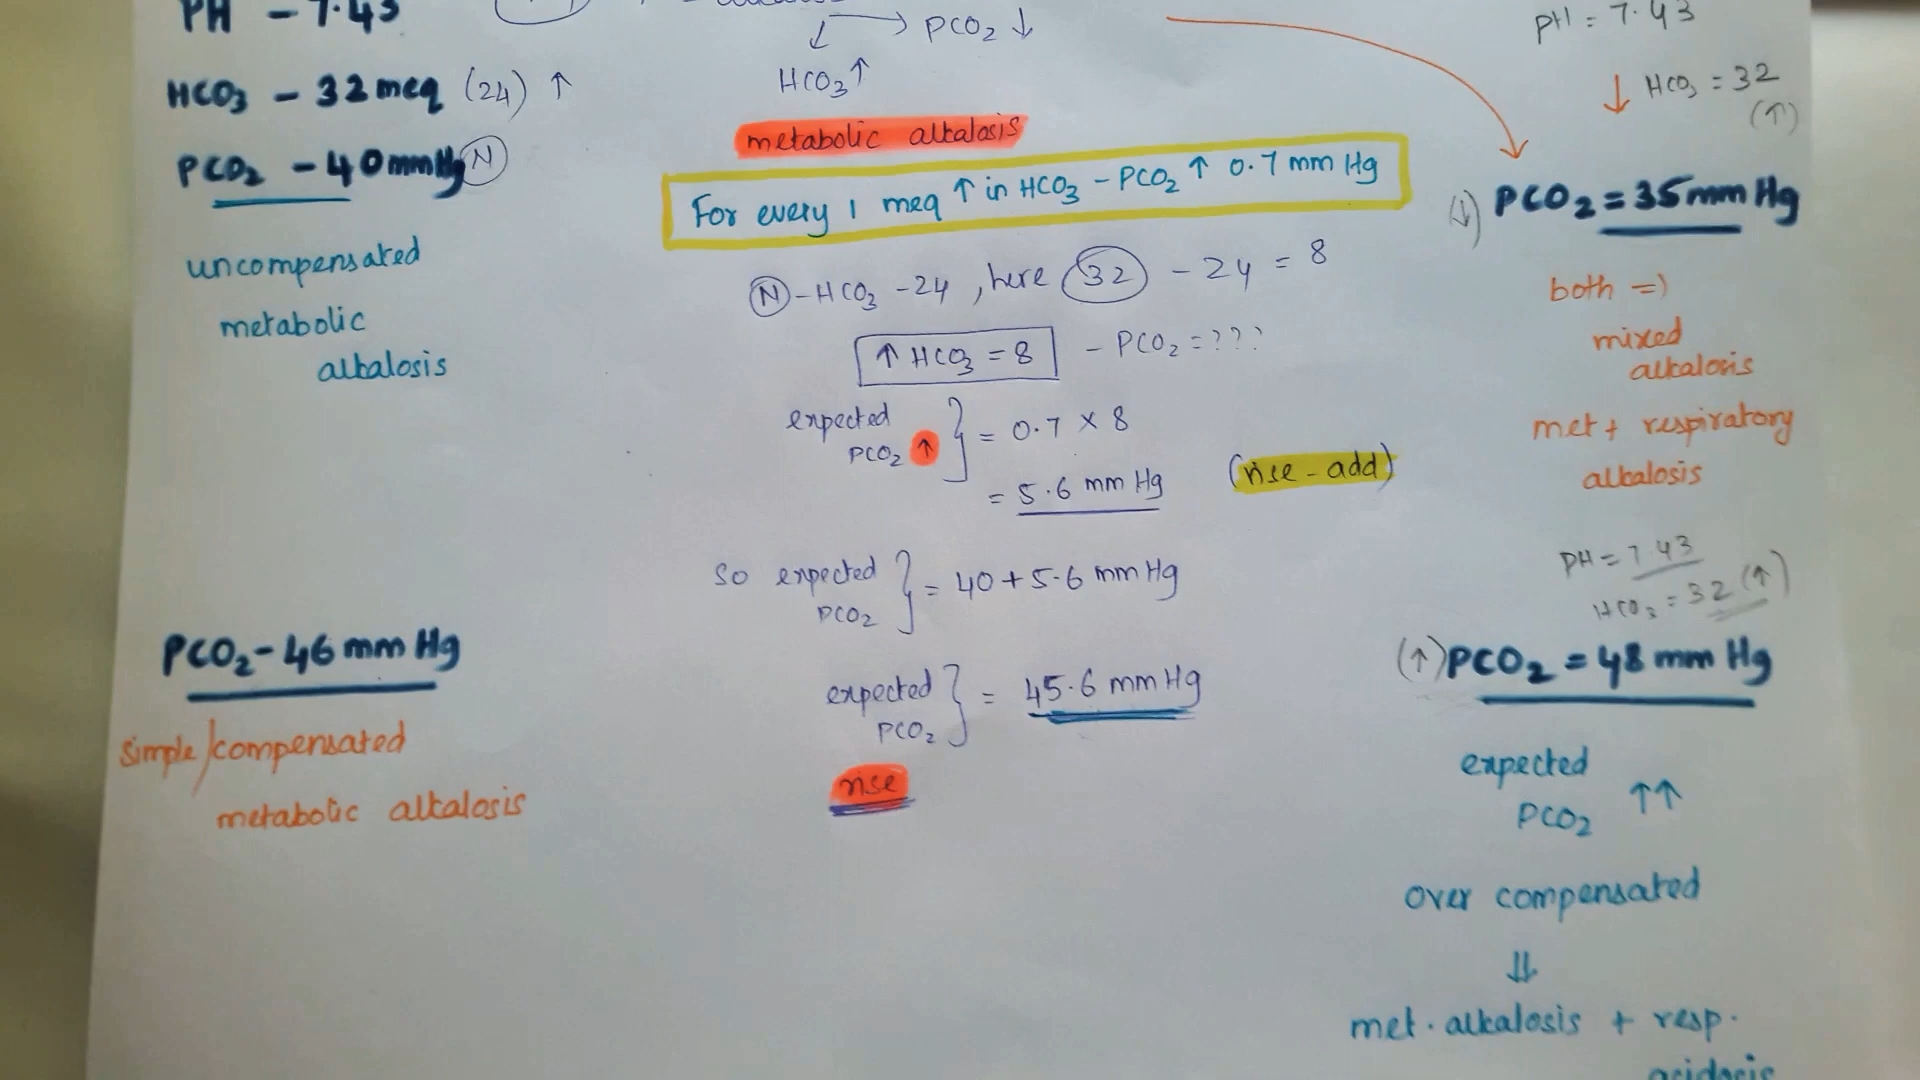 PH - 7.43
HCO3 - 32 meq (24) ↑
PCO2 - 40 mmHg N
uncompensated
metabolic
alkalosis
PCO2 - 46 mm Hg
simple/compensated
metabolic alkalosis
→ PCO2 ↓
HCO3 ↑
metabolic alkalosis
For every 1 meq ↑ in HCO3 - PCO2 ↑ 0.7 mm Hg
N - HCO3 - 24, here 32 - 24 = 8
↑ HCO3 = 8 - PCO2 = ???
expected
PCO2 ↑ } = 0.7 × 8
= 5.6 mm Hg (rise - add)
so expected
PCO2 } = 40 + 5.6 mm Hg
expected
PCO2 } = 45.6 mm Hg
rise
PH = 7.43
↓ HCO3 = 32
(↑)
(↓) PCO2 = 35 mm Hg
both =)
mixed
alkalosis
met + respiratory
alkalosis
PH = 7.43
HCO3 = 32 (↑)
(↑) PCO2 = 48 mm Hg
expected
PCO2 ↑↑
over compensated
⇓
met. alkalosis + resp.
acidosis